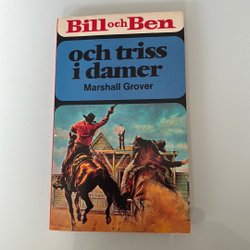 Bill och Ben
och triss
i damer
Marshall Grover